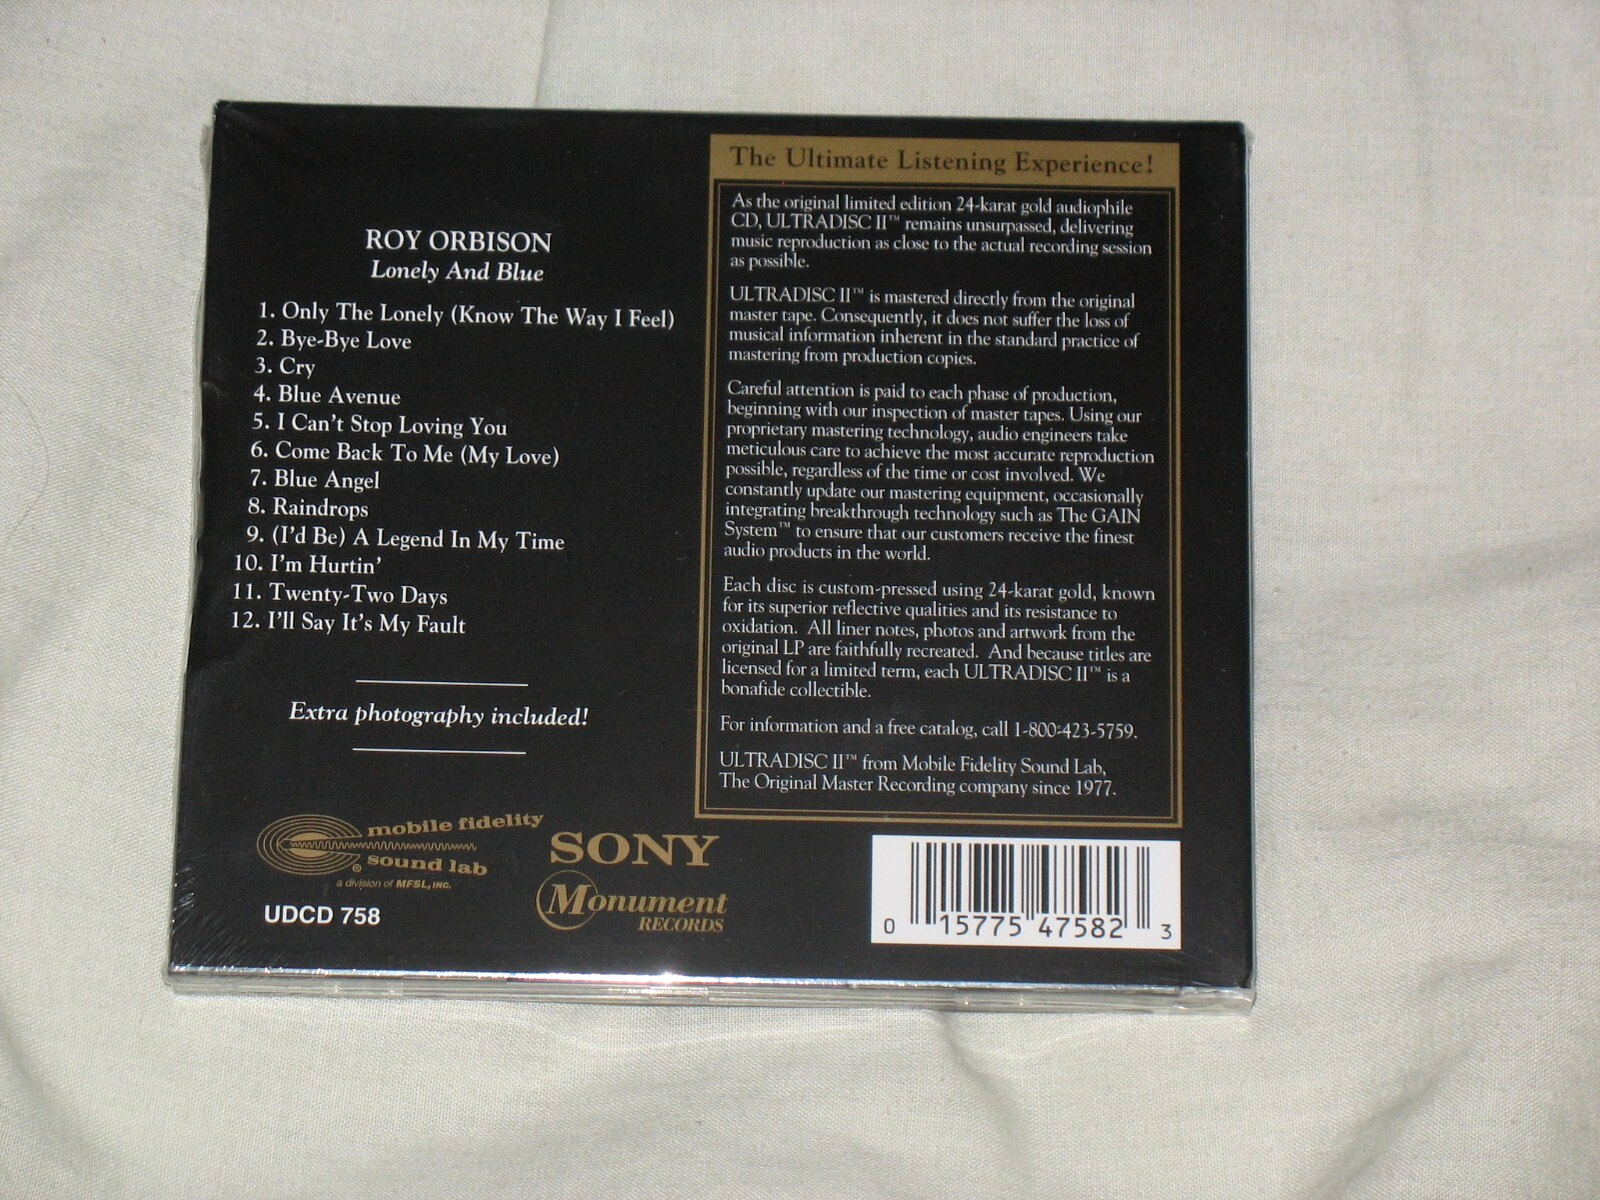 ROY ORBISON
Lonely And Blue
1. Only The Lonely (Know The Way I Feel)
2. Bye-Bye Love
3. Cry
4. Blue Avenue
5. I Can't Stop Loving You
6. Come Back To Me (My Love)
7. Blue Angel
8. Raindrops
9. (I'd Be) A Legend In My Time
10. I'm Hurtin'
11. Twenty-Two Days
12. I'll Say It's My Fault
Extra photography included!
mobile fidelity
sound lab
a division of MFSL, INC.
UDCD 758
SONY
Monument
RECORDS
The Ultimate Listening Experience!
As the original limited edition 24-karat gold audiophile
CD, ULTRADISC II™ remains unsurpassed, delivering
music reproduction as close to the actual recording session
as possible.
ULTRADISC II™ is mastered directly from the original
master tape. Consequently, it does not suffer the loss of
musical information inherent in the standard practice of
mastering from production copies.
Careful attention is paid to each phase of production,
beginning with our inspection of master tapes. Using our
proprietary mastering technology, audio engineers take
meticulous care to achieve the most accurate reproduction
possible, regardless of the time or cost involved. We
constantly update our mastering equipment, occasionally
integrating breakthrough technology such as The GAIN
System™ to ensure that our customers receive the finest
audio products in the world.
Each disc is custom-pressed using 24-karat gold, known
for its superior reflective qualities and its resistance to
oxidation. All liner notes, photos and artwork from the
original LP are faithfully recreated. And because titles are
licensed for a limited term, each ULTRADISC II™ is a
bonafide collectible.
For information and a free catalog, call 1-800-423-5759.
ULTRADISC II™ from Mobile Fidelity Sound Lab,
The Original Master Recording company since 1977.
0 15775 47582 3